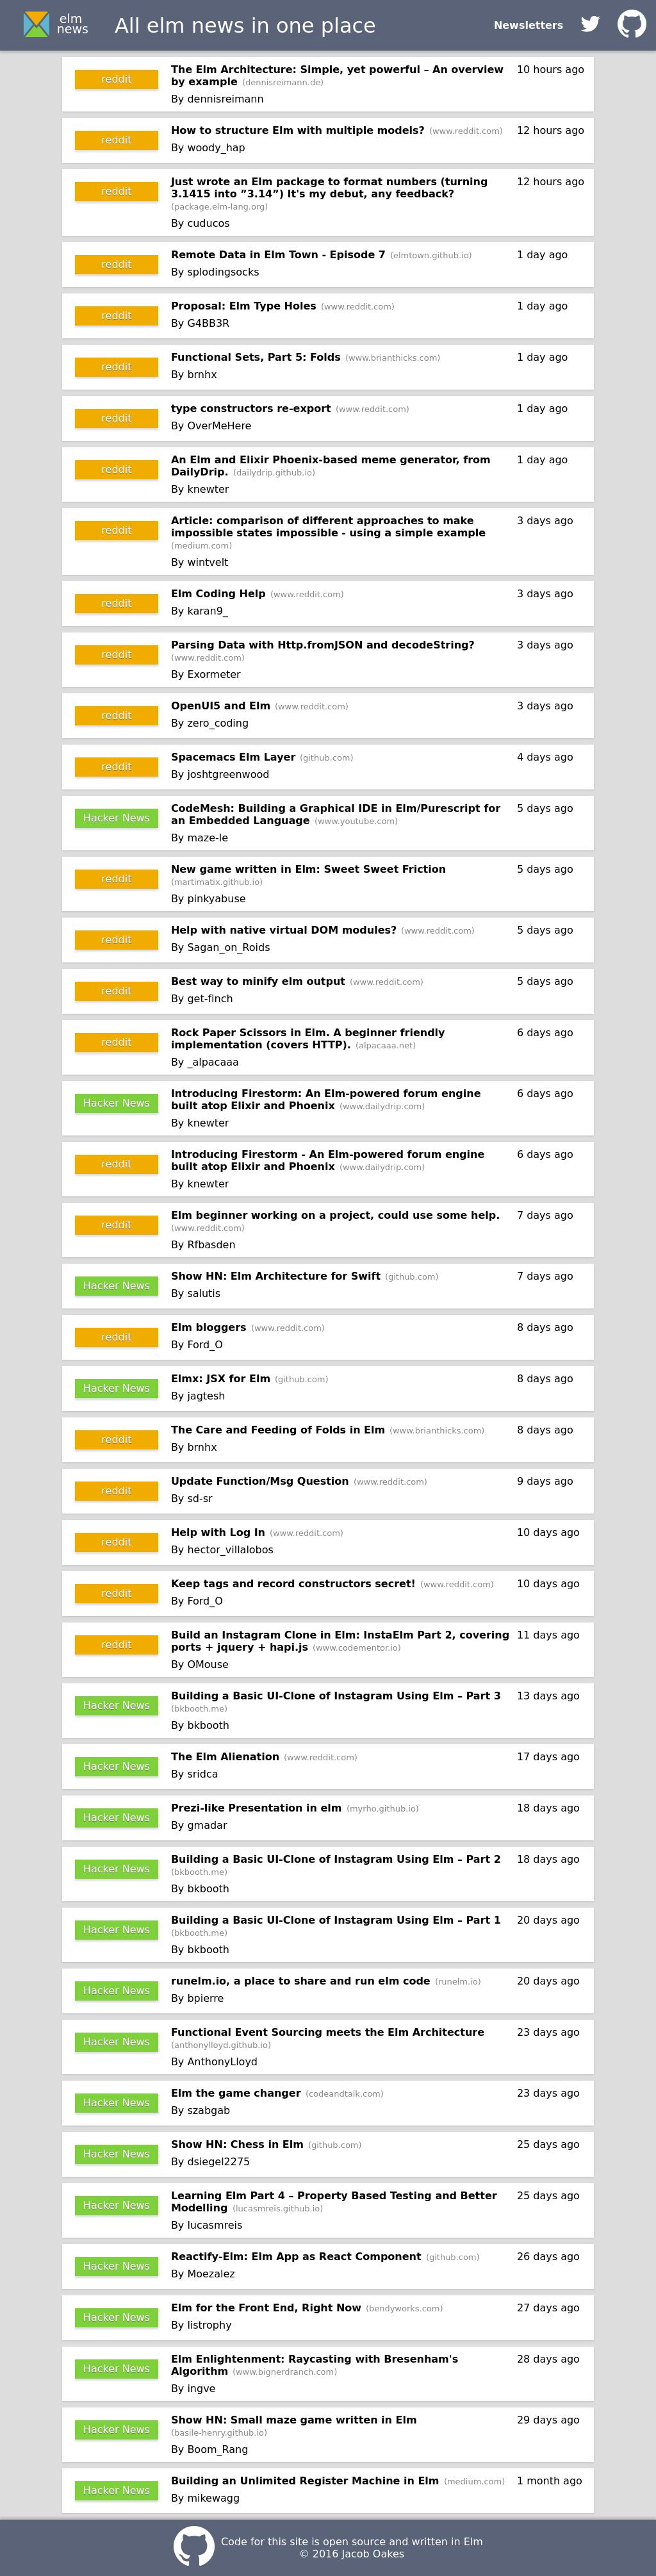 elm
news
All elm news in one place
Newsletters
reddit
The Elm Architecture: Simple, yet powerful – An overview
by example (dennisreimann.de)
10 hours ago
By dennisreimann
reddit
How to structure Elm with multiple models? (www.reddit.com)
12 hours ago
By woody_hap
reddit
Just wrote an Elm package to format numbers (turning
3.1415 into ”3.14”) It's my debut, any feedback?
(package.elm-lang.org)
12 hours ago
By cuducos
reddit
Remote Data in Elm Town - Episode 7 (elmtown.github.io)
1 day ago
By splodingsocks
reddit
Proposal: Elm Type Holes (www.reddit.com)
1 day ago
By G4BB3R
reddit
Functional Sets, Part 5: Folds (www.brianthicks.com)
1 day ago
By brnhx
reddit
type constructors re-export (www.reddit.com)
1 day ago
By OverMeHere
reddit
An Elm and Elixir Phoenix-based meme generator, from
DailyDrip. (dailydrip.github.io)
1 day ago
By knewter
reddit
Article: comparison of different approaches to make
impossible states impossible - using a simple example
(medium.com)
3 days ago
By wintvelt
reddit
Elm Coding Help (www.reddit.com)
3 days ago
By karan9_
reddit
Parsing Data with Http.fromJSON and decodeString?
(www.reddit.com)
3 days ago
By Exormeter
reddit
OpenUI5 and Elm (www.reddit.com)
3 days ago
By zero_coding
reddit
Spacemacs Elm Layer (github.com)
4 days ago
By joshtgreenwood
Hacker News
CodeMesh: Building a Graphical IDE in Elm/Purescript for
an Embedded Language (www.youtube.com)
5 days ago
By maze-le
reddit
New game written in Elm: Sweet Sweet Friction
(martimatix.github.io)
5 days ago
By pinkyabuse
reddit
Help with native virtual DOM modules? (www.reddit.com)
5 days ago
By Sagan_on_Roids
reddit
Best way to minify elm output (www.reddit.com)
5 days ago
By get-finch
reddit
Rock Paper Scissors in Elm. A beginner friendly
implementation (covers HTTP). (alpacaaa.net)
6 days ago
By _alpacaaa
Hacker News
Introducing Firestorm: An Elm-powered forum engine
built atop Elixir and Phoenix (www.dailydrip.com)
6 days ago
By knewter
reddit
Introducing Firestorm - An Elm-powered forum engine
built atop Elixir and Phoenix (www.dailydrip.com)
6 days ago
By knewter
reddit
Elm beginner working on a project, could use some help.
(www.reddit.com)
7 days ago
By Rfbasden
Hacker News
Show HN: Elm Architecture for Swift (github.com)
7 days ago
By salutis
reddit
Elm bloggers (www.reddit.com)
8 days ago
By Ford_O
Hacker News
Elmx: JSX for Elm (github.com)
8 days ago
By jagtesh
reddit
The Care and Feeding of Folds in Elm (www.brianthicks.com)
8 days ago
By brnhx
reddit
Update Function/Msg Question (www.reddit.com)
9 days ago
By sd-sr
reddit
Help with Log In (www.reddit.com)
10 days ago
By hector_villalobos
reddit
Keep tags and record constructors secret! (www.reddit.com)
10 days ago
By Ford_O
reddit
Build an Instagram Clone in Elm: InstaElm Part 2, covering
ports + jquery + hapi.js (www.codementor.io)
11 days ago
By OMouse
Hacker News
Building a Basic UI-Clone of Instagram Using Elm – Part 3
(bkbooth.me)
13 days ago
By bkbooth
Hacker News
The Elm Alienation (www.reddit.com)
17 days ago
By sridca
Hacker News
Prezi-like Presentation in elm (myrho.github.io)
18 days ago
By gmadar
Hacker News
Building a Basic UI-Clone of Instagram Using Elm – Part 2
(bkbooth.me)
18 days ago
By bkbooth
Hacker News
Building a Basic UI-Clone of Instagram Using Elm – Part 1
(bkbooth.me)
20 days ago
By bkbooth
Hacker News
runelm.io, a place to share and run elm code (runelm.io)
20 days ago
By bpierre
Hacker News
Functional Event Sourcing meets the Elm Architecture
(anthonylloyd.github.io)
23 days ago
By AnthonyLloyd
Hacker News
Elm the game changer (codeandtalk.com)
23 days ago
By szabgab
Hacker News
Show HN: Chess in Elm (github.com)
25 days ago
By dsiegel2275
Hacker News
Learning Elm Part 4 – Property Based Testing and Better
Modelling (lucasmreis.github.io)
25 days ago
By lucasmreis
Hacker News
Reactify-Elm: Elm App as React Component (github.com)
26 days ago
By Moezalez
Hacker News
Elm for the Front End, Right Now (bendyworks.com)
27 days ago
By listrophy
Hacker News
Elm Enlightenment: Raycasting with Bresenham's
Algorithm (www.bignerdranch.com)
28 days ago
By ingve
Hacker News
Show HN: Small maze game written in Elm
(basile-henry.github.io)
29 days ago
By Boom_Rang
Hacker News
Building an Unlimited Register Machine in Elm (medium.com)
1 month ago
By mikewagg
Code for this site is open source and written in Elm
© 2016 Jacob Oakes